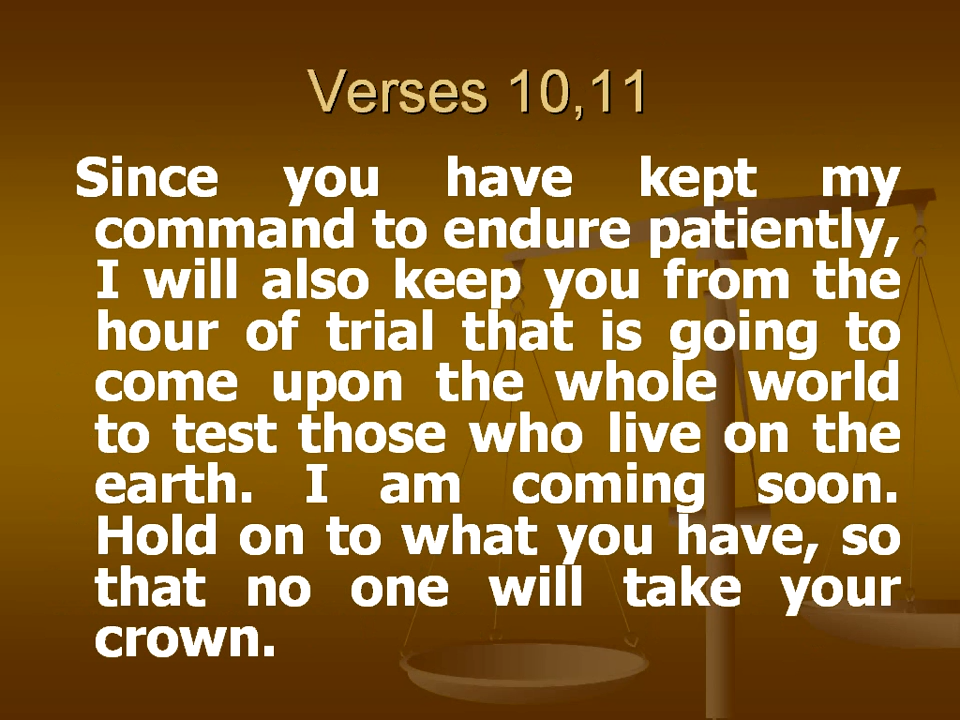 Verses 10,11
Since you have kept my
command to endure patiently,
I will also keep you from the
hour of trial that is going to
come upon the whole world
to test those who live on the
earth. I am coming soon.
Hold on to what you have, so
that no one will take your
crown.